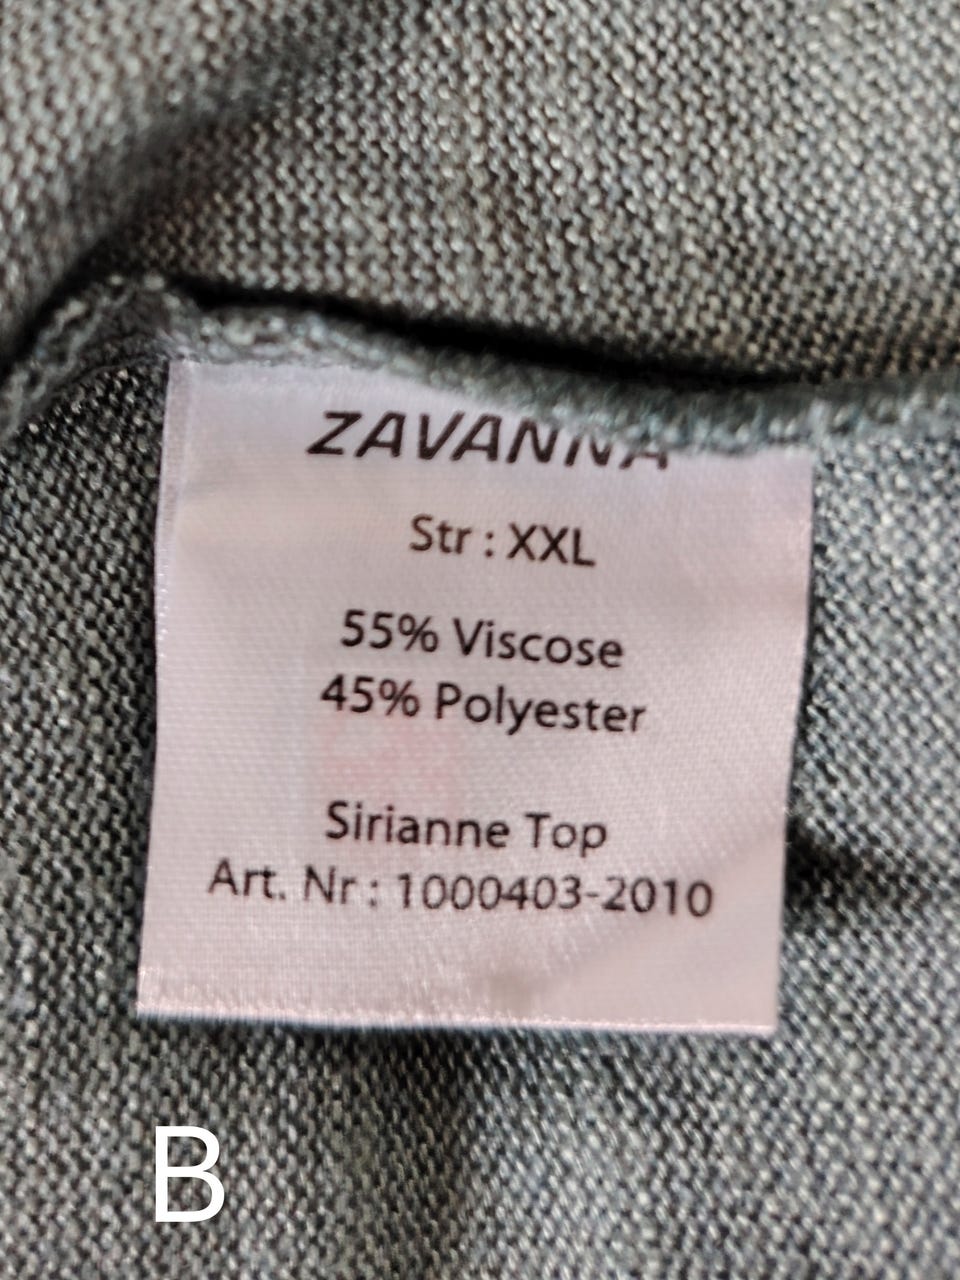 ZAVANNA
Str : XXL
55% Viscose
45% Polyester
Sirianne Top
Art. Nr : 1000403-2010
B